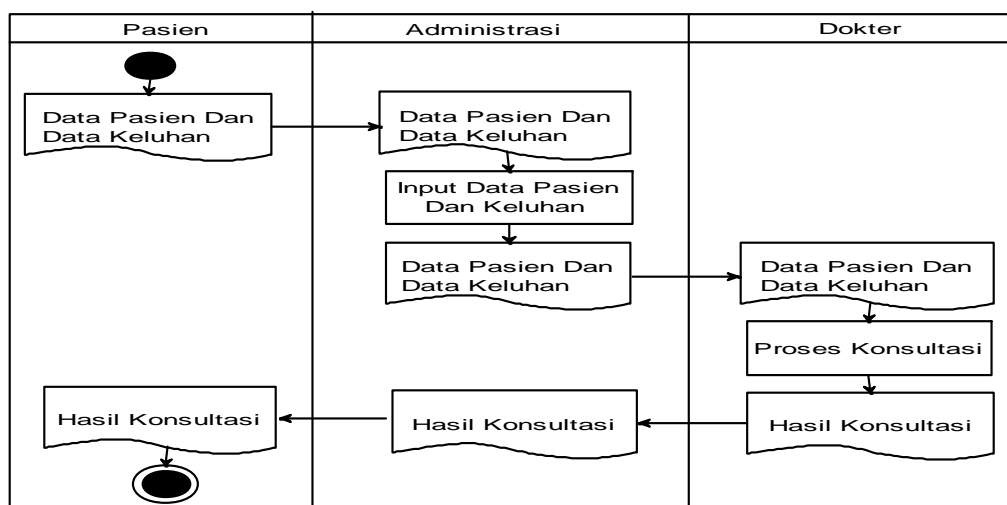 Pasien
Administrasi
Dokter
Data Pasien Dan
Data Keluhan
Data Pasien Dan
Data Keluhan
Input Data Pasien
Dan Keluhan
Data Pasien Dan
Data Keluhan
Data Pasien Dan
Data Keluhan
Proses Konsultasi
Hasil Konsultasi
Hasil Konsultasi
Hasil Konsultasi